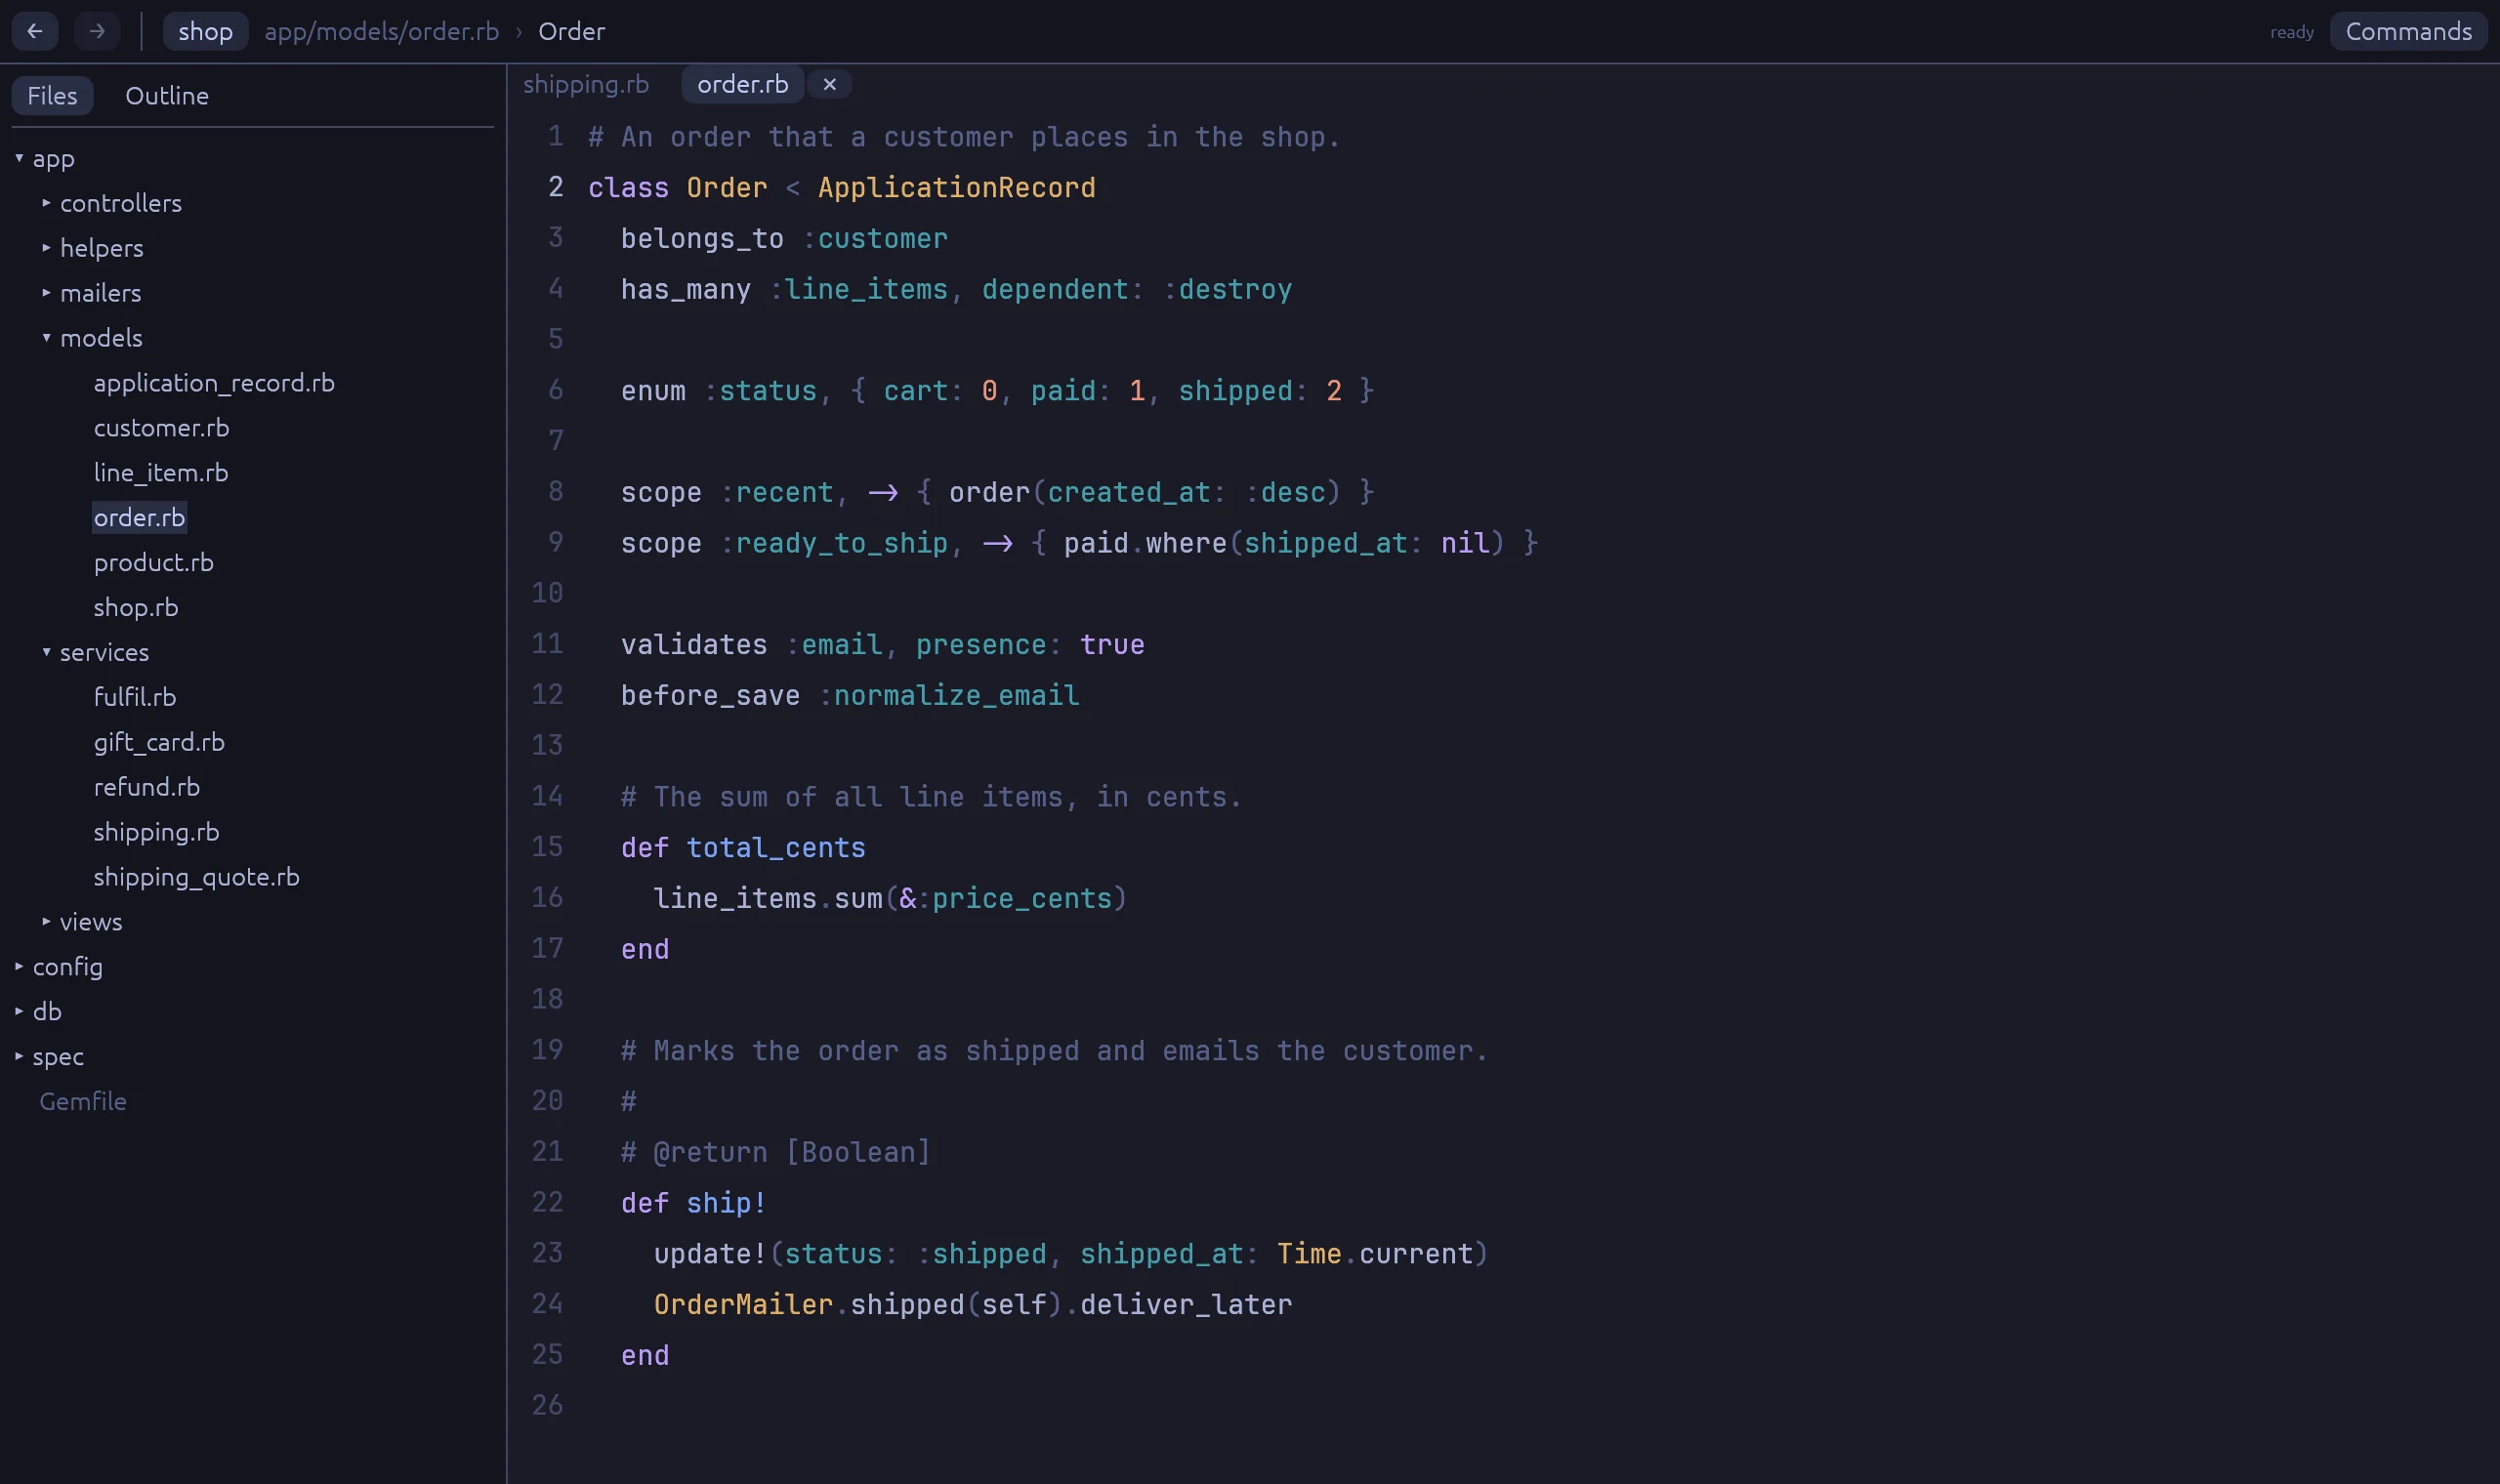 ← → shop app/models/order.rb › Order ready Commands
Files Outline
▾ app
▸ controllers
▸ helpers
▸ mailers
▾ models
application_record.rb
customer.rb
line_item.rb
order.rb
product.rb
shop.rb
▾ services
fulfil.rb
gift_card.rb
refund.rb
shipping.rb
shipping_quote.rb
▸ views
▸ config
▸ db
▸ spec
Gemfile
shipping.rb order.rb ×
1 # An order that a customer places in the shop.
2 class Order < ApplicationRecord
3   belongs_to :customer
4   has_many :line_items, dependent: :destroy
5
6   enum :status, { cart: 0, paid: 1, shipped: 2 }
7
8   scope :recent, -> { order(created_at: :desc) }
9   scope :ready_to_ship, -> { paid.where(shipped_at: nil) }
10
11   validates :email, presence: true
12   before_save :normalize_email
13
14   # The sum of all line items, in cents.
15   def total_cents
16     line_items.sum(&:price_cents)
17   end
18
19   # Marks the order as shipped and emails the customer.
20   #
21   # @return [Boolean]
22   def ship!
23     update!(status: :shipped, shipped_at: Time.current)
24     OrderMailer.shipped(self).deliver_later
25   end
26